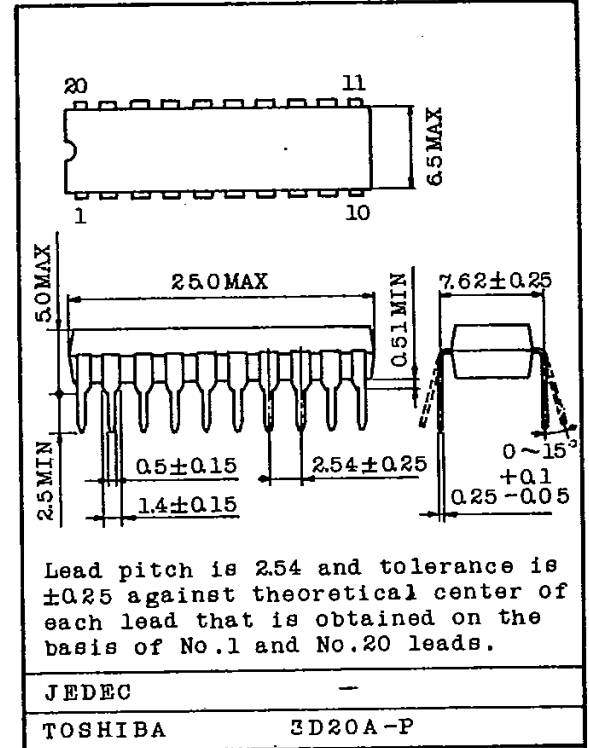 20 11
6.5MAX
1 10
5.0MAX
25.0MAX
0.51MIN
7.62±0.25
2.5MIN
0.5±0.15
2.54±0.25
1.4±0.15
0~15°
+0.1
0.25 -0.05
Lead pitch is 2.54 and tolerance is
±0.25 against theoretical center of
each lead that is obtained on the
basis of No.1 and No.20 leads.
JEDEC —
TOSHIBA 3D20A-P